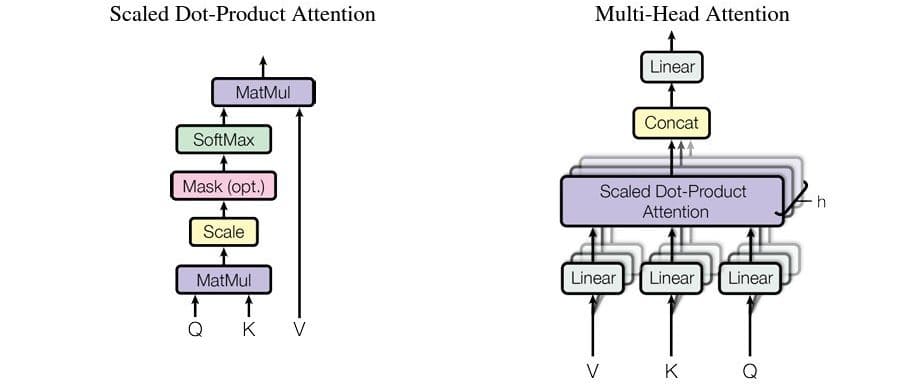 Scaled Dot-Product Attention
MatMul
SoftMax
Mask (opt.)
Scale
MatMul
Q K V
Multi-Head Attention
Linear
Concat
Scaled Dot-Product
Attention
h
Linear Linear Linear
V K Q